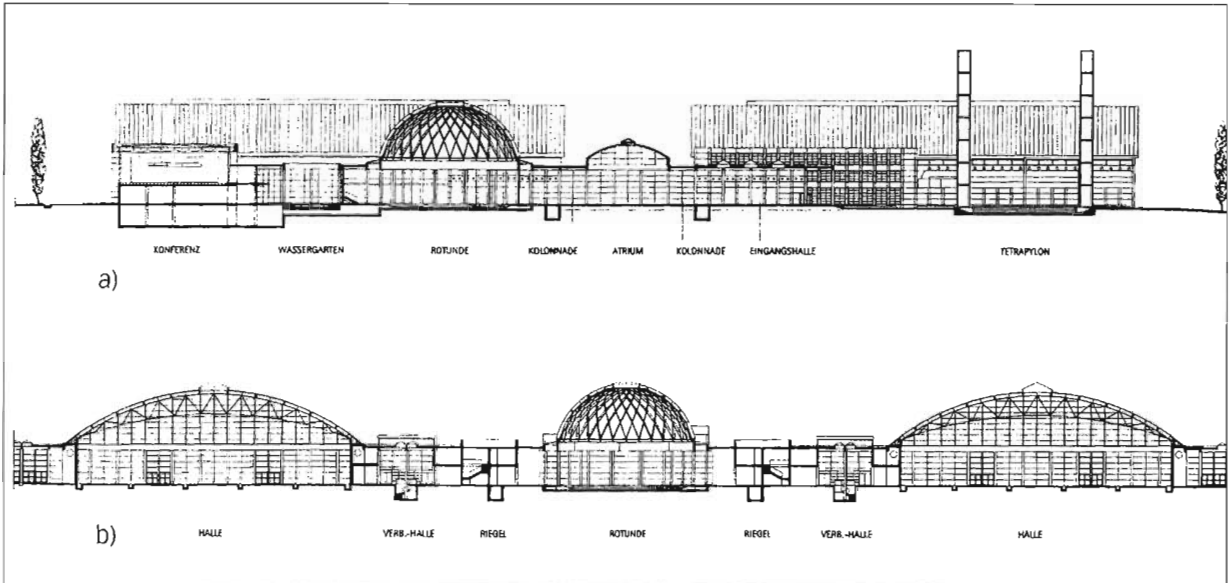 KONFERENZ WASSERGARTEN ROTUNDE KOLONNADE ATRIUM KOLONNADE EINGANGSHALLE TETRAPYLON
a)
b)
HALLE VERB.-HALLE RIEGEL ROTUNDE RIEGEL VERB.-HALLE HALLE